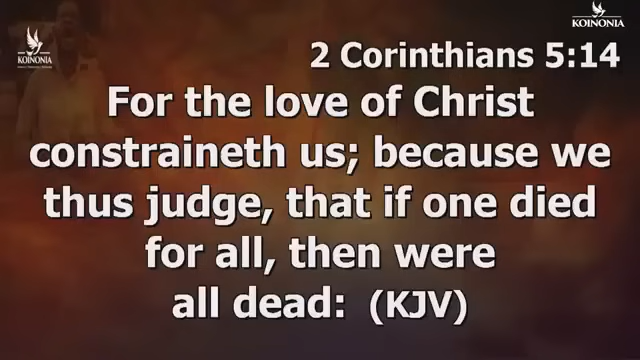 KOINONIA
KOINONIA
2 Corinthians 5:14
For the love of Christ
constraineth us; because we
thus judge, that if one died
for all, then were
all dead: (KJV)